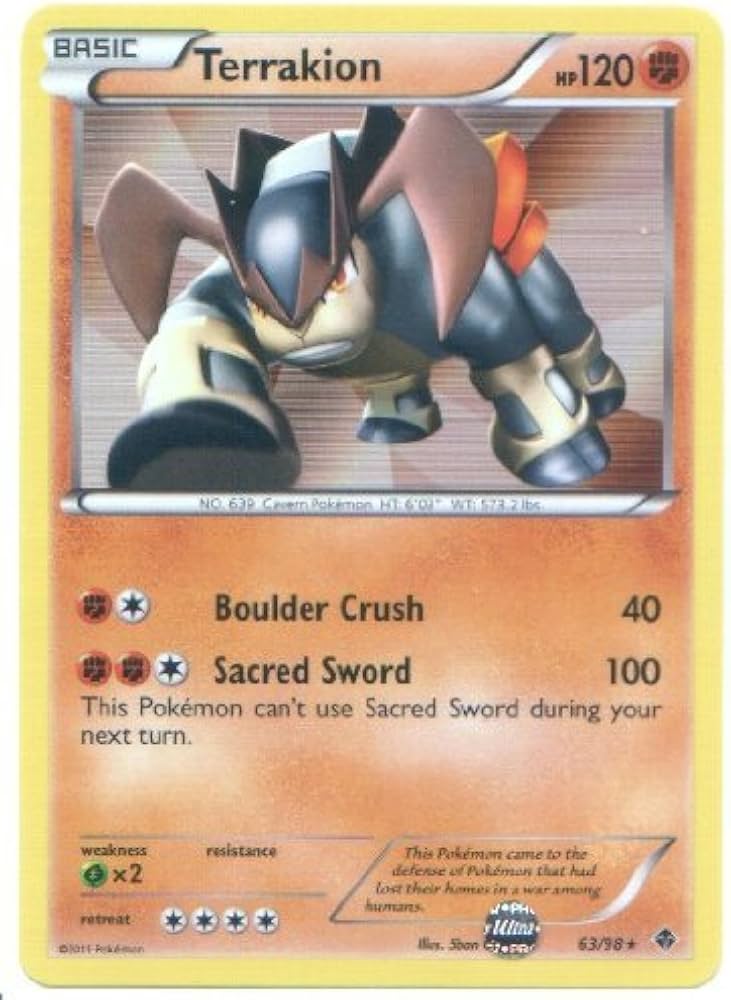 BASIC
Terrakion
HP120
NO. 639 Cavern Pokémon HT: 6'03" WT: 573.2 lbs.
Boulder Crush 40
Sacred Sword 100
This Pokémon can't use Sacred Sword during your
next turn.
weakness resistance
×2
retreat
This Pokémon came to the
defense of Pokémon that had
lost their homes in a war among
humans.
Illus. 5ban
Ultra
63/98★
©2011 Pokémon